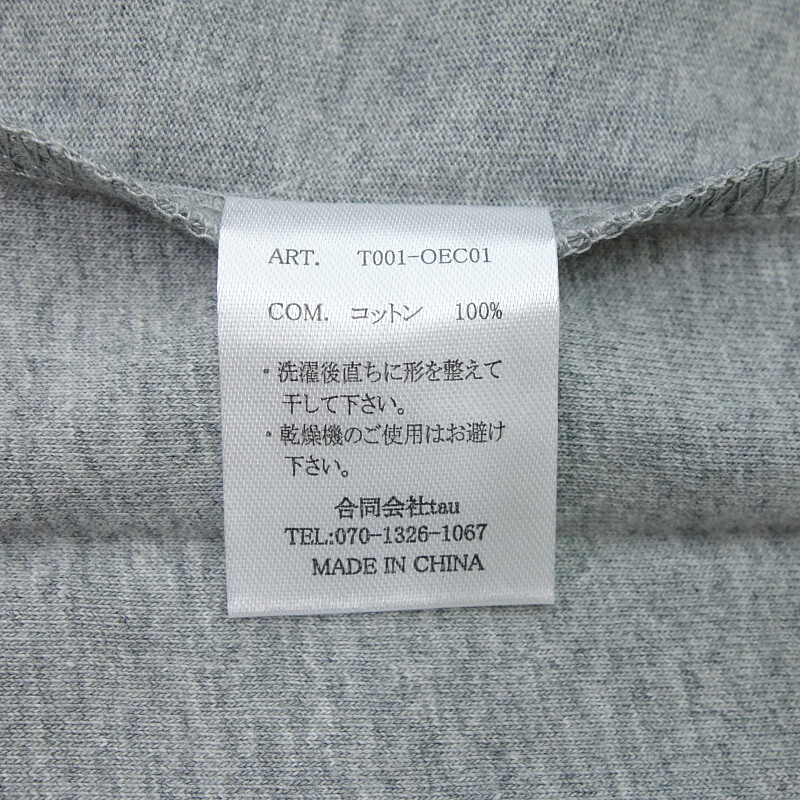 ART. T001-OEC01
COM. コットン 100%
・洗濯後直ちに形を整えて
干して下さい。
・乾燥機のご使用はお避け
下さい。
合同会社tau
TEL:070-1326-1067
MADE IN CHINA